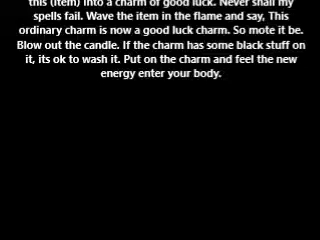 this (item) into a charm of good luck. Never shall my
spells fail. Wave the item in the flame and say, This
ordinary charm is now a good luck charm. So mote it be.
Blow out the candle. If the charm has some black stuff on
it, its ok to wash it. Put on the charm and feel the new
energy enter your body.